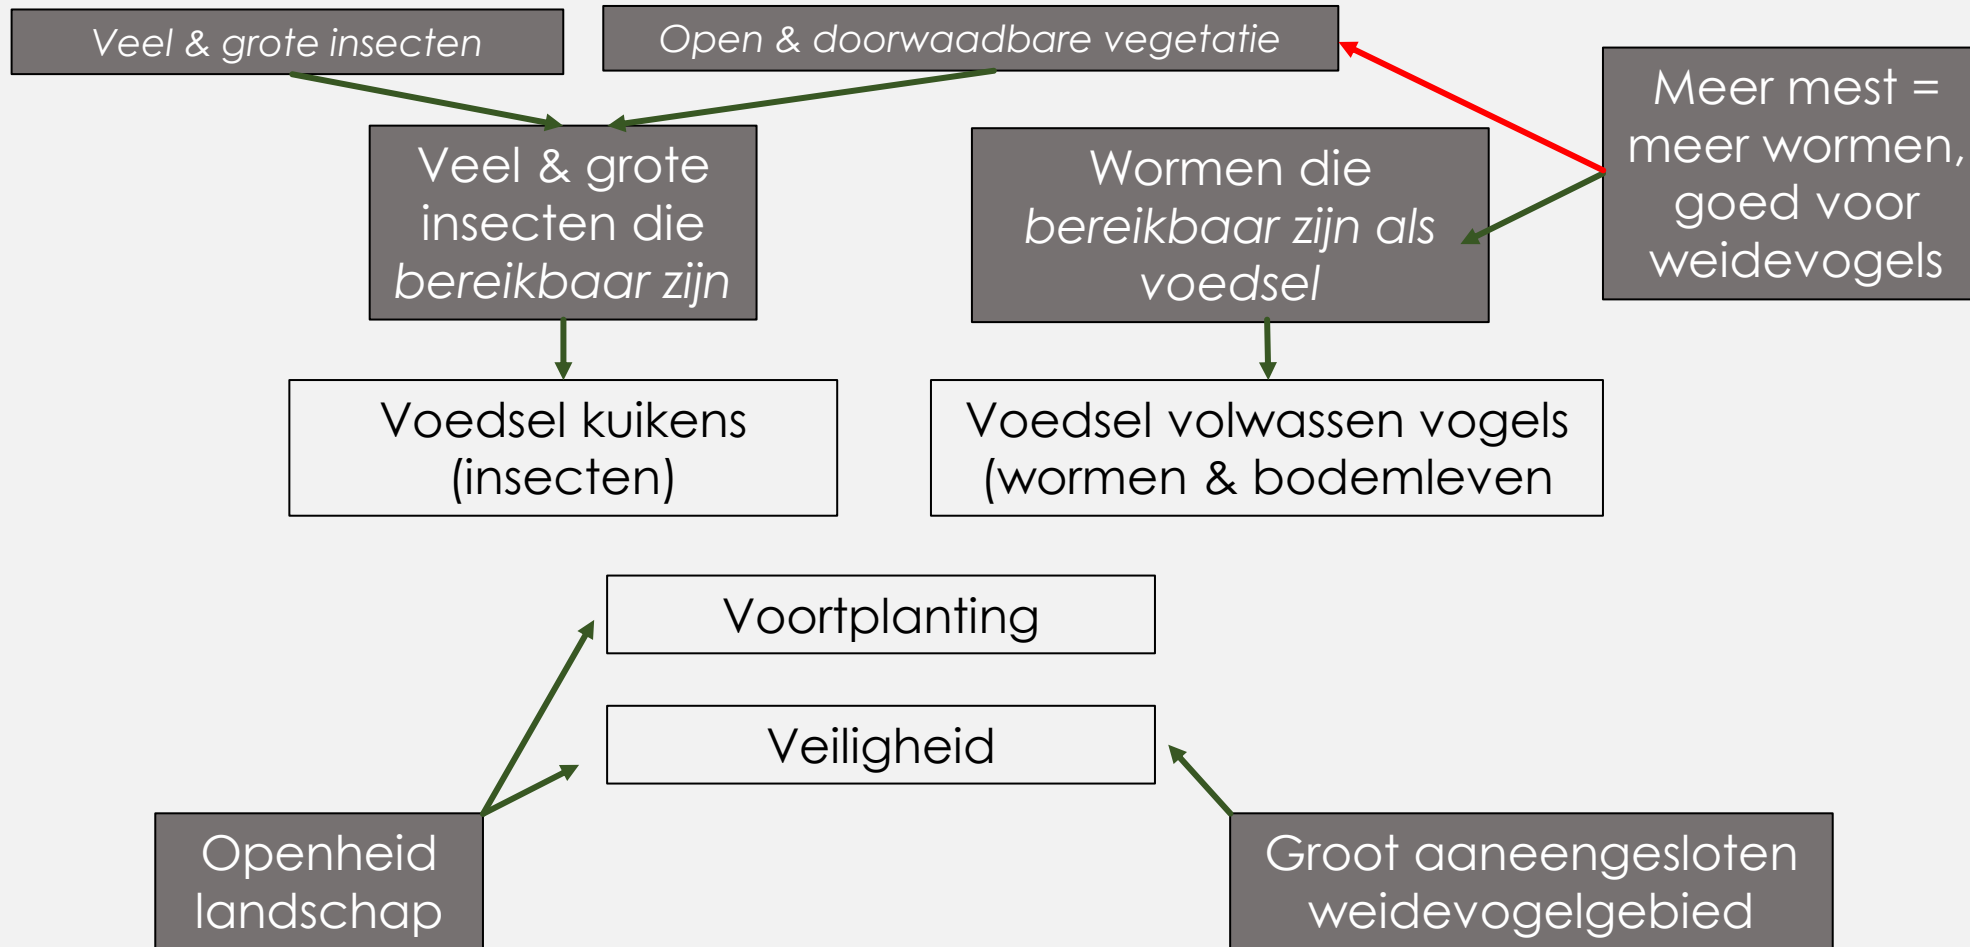 Veel & grote insecten
Open & doorwaadbare vegetatie
Meer mest =
meer wormen,
goed voor
weidevogels
Veel & grote
insecten die
bereikbaar zijn
Wormen die
bereikbaar zijn als
voedsel
Voedsel kuikens
(insecten)
Voedsel volwassen vogels
(wormen & bodemleven
Voortplanting
Veiligheid
Openheid
landschap
Groot aaneengesloten
weidevogelgebied